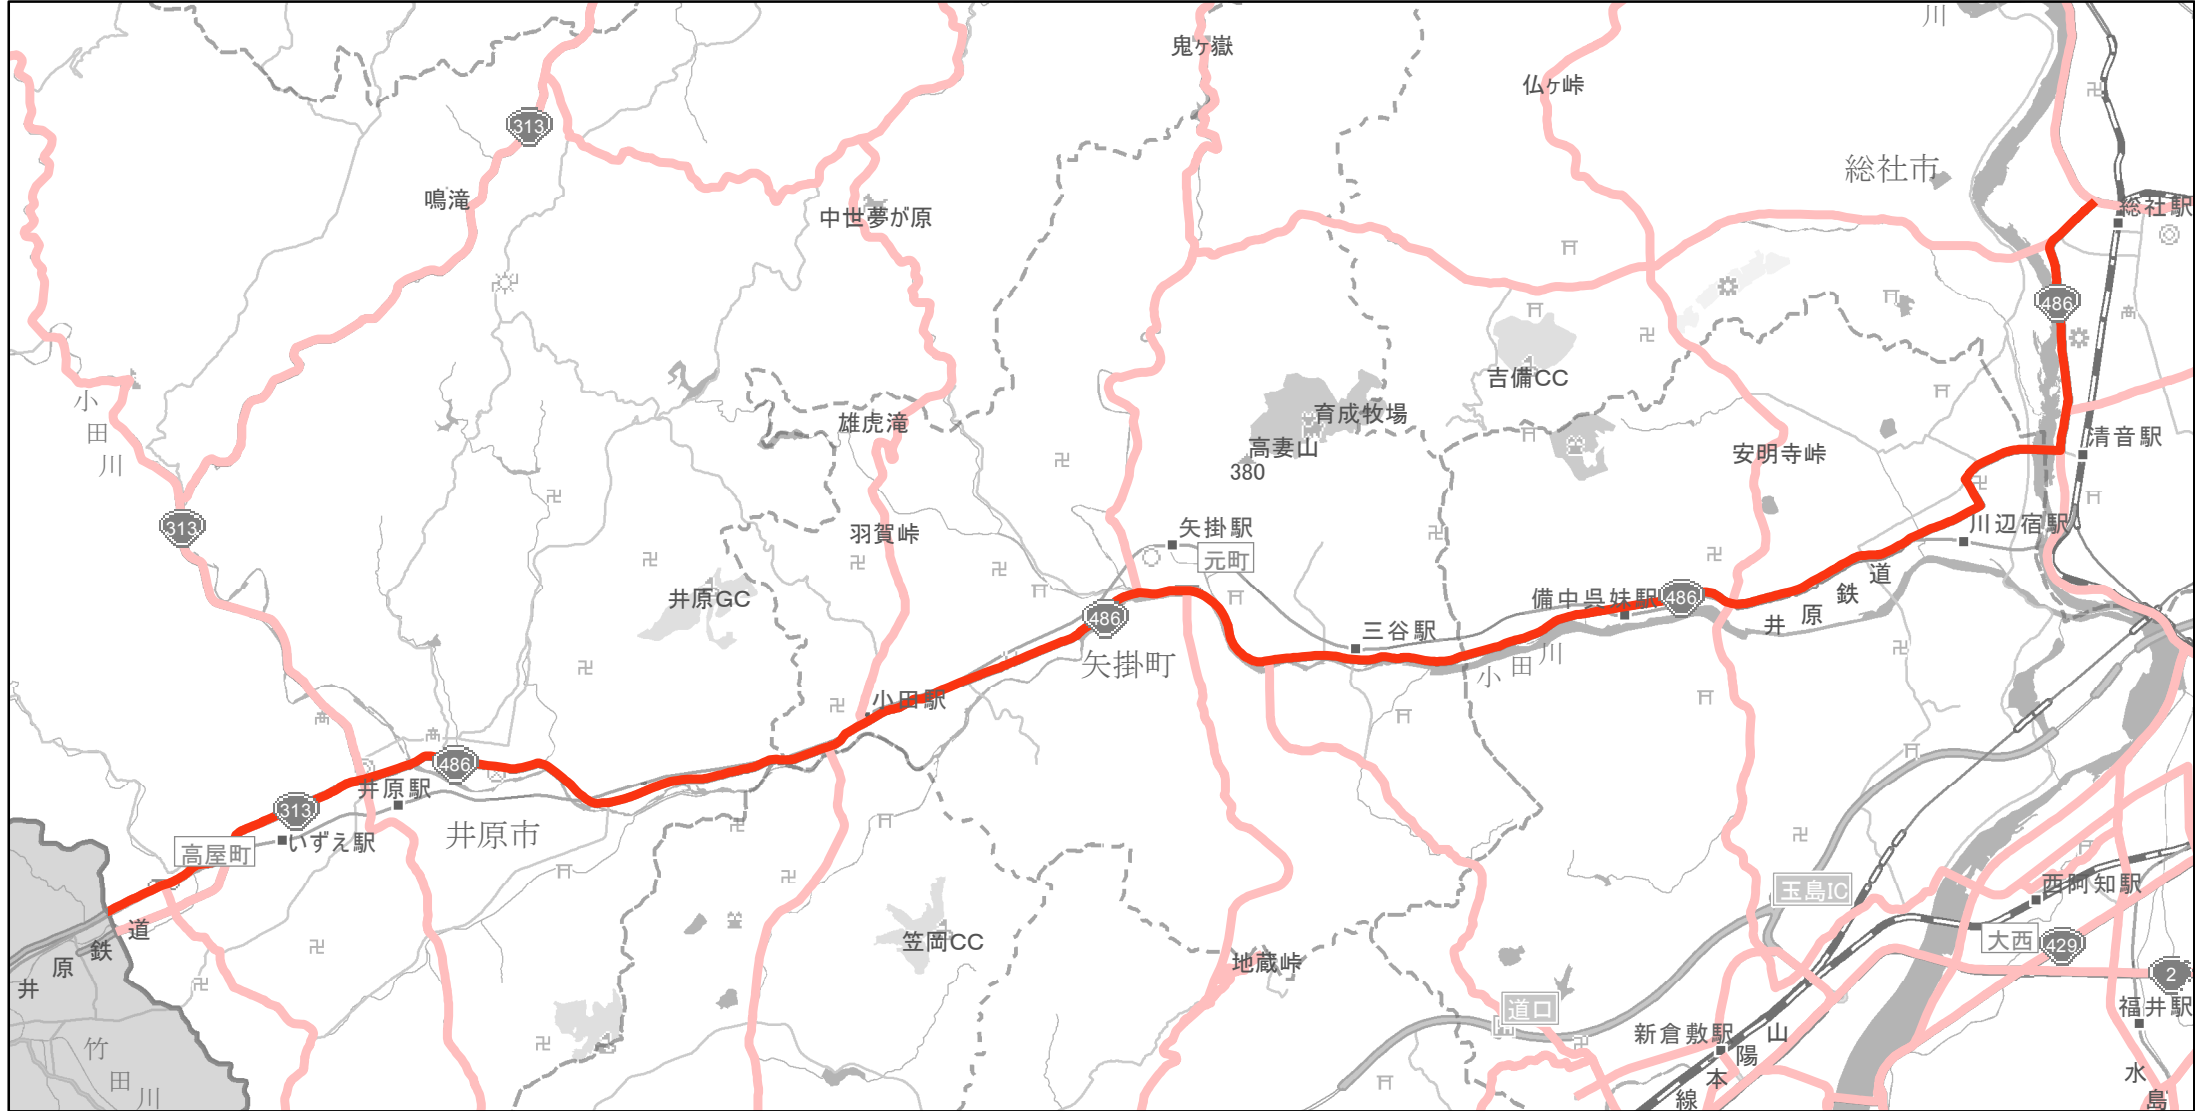 川
鬼ヶ嶽
仏ヶ峠
313
総社市
鳴滝
中世夢が原
総社駅
486
吉備CC
小田川
育成牧場
雄虎滝
高妻山
380
清音駅
安明寺峠
313
羽賀峠
矢掛駅
川辺宿駅
元町
井原GC
備中呉妹駅
486
井原鉄道
486
三谷駅
矢掛町
小田川
小田駅
486
井原駅
313
井原市
いずえ駅
高屋町
玉島IC
西阿知駅
井原鉄道
笠岡CC
大西
429
地蔵峠
2
道口
福井駅
新倉敷駅
山陽本線
竹田川
水島